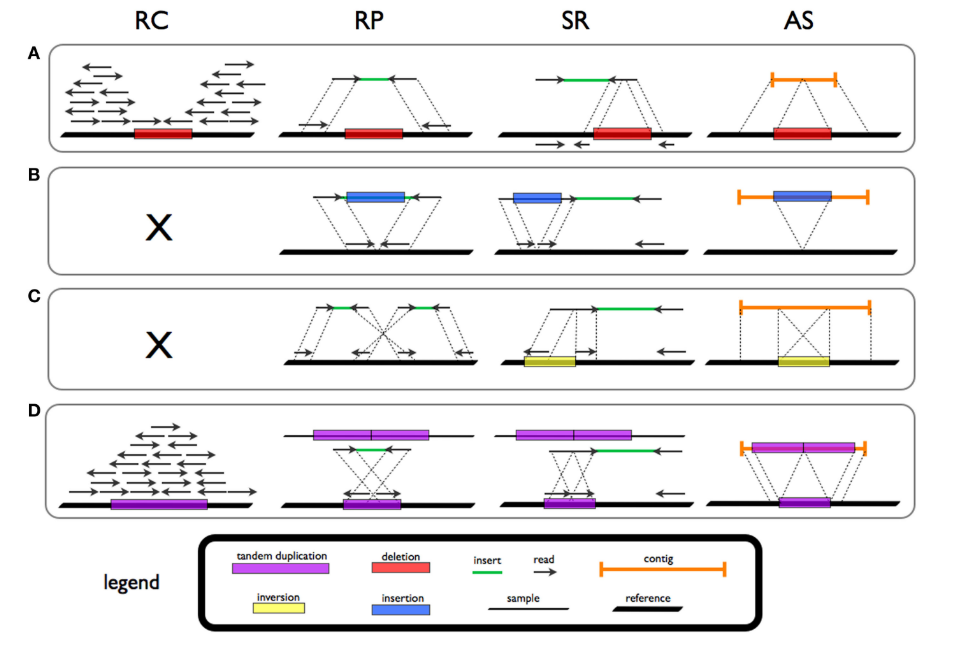 RC RP SR AS
A
B
X
C
X
D
legend
tandem duplication deletion insert read contig
inversion insertion sample reference